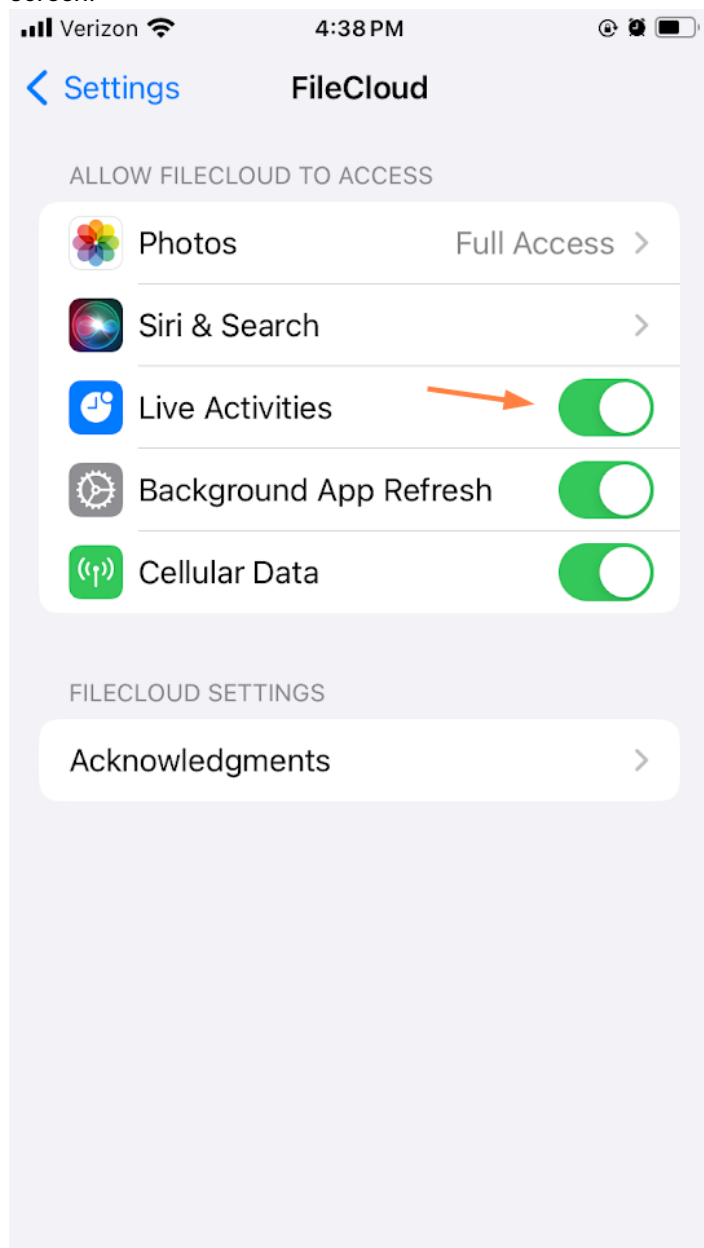 screen.
Verizon 4:38 PM
Settings FileCloud
ALLOW FILECLOUD TO ACCESS
Photos Full Access
Siri & Search
Live Activities
Background App Refresh
Cellular Data
FILECLOUD SETTINGS
Acknowledgments